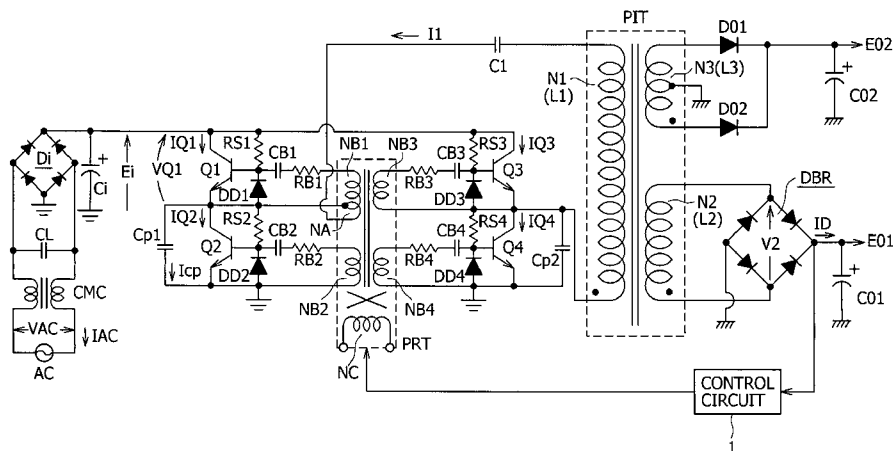 PIT
D01
E02
I1
C1
N1
(L1)
N3(L3)
+
C02
D02
IQ1
RS1
NB1
NB3
RS3
IQ3
CB1
CB3
Di
Ei
VQ1
Q1
RB1
RB3
Q3
+
Ci
DD1
DD3
DBR
N2
(L2)
IQ2
RS2
NA
RS4
IQ4
ID
CB2
CB4
V2
E01
CL
Cp1
Q2
RB2
RB4
Q4
Cp2
+
Icp
DD2
DD4
C01
CMC
NB2
NB4
VAC
IAC
NC
PRT
AC
CONTROL
CIRCUIT
1